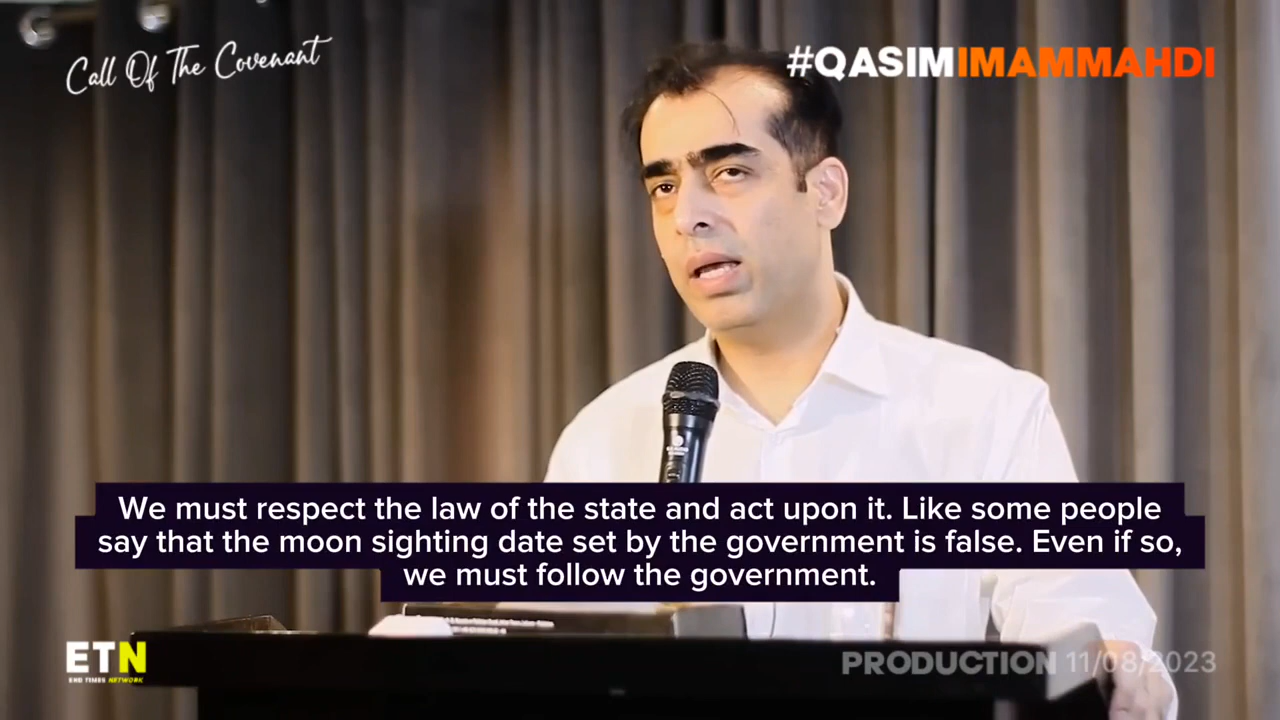 Call Of The Covenant
#QASIMIMAMMAHDI
We must respect the law of the state and act upon it. Like some people
say that the moon sighting date set by the government is false. Even if so,
we must follow the government.
ETN
END TIMES NETWORK
PRODUCTION 11/08/2023